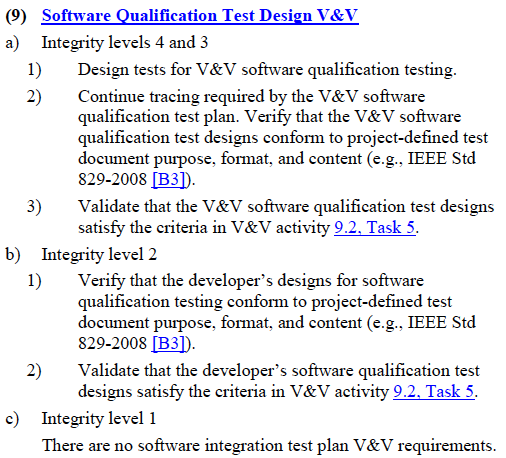 (9) Software Qualification Test Design V&V
a) Integrity levels 4 and 3
1) Design tests for V&V software qualification testing.
2) Continue tracing required by the V&V software
qualification test plan. Verify that the V&V software
qualification test designs conform to project-defined test
document purpose, format, and content (e.g., IEEE Std
829-2008 [B3]).
3) Validate that the V&V software qualification test designs
satisfy the criteria in V&V activity 9.2, Task 5.
b) Integrity level 2
1) Verify that the developer’s designs for software
qualification testing conform to project-defined test
document purpose, format, and content (e.g., IEEE Std
829-2008 [B3]).
2) Validate that the developer’s software qualification test
designs satisfy the criteria in V&V activity 9.2, Task 5.
c) Integrity level 1
There are no software integration test plan V&V requirements.